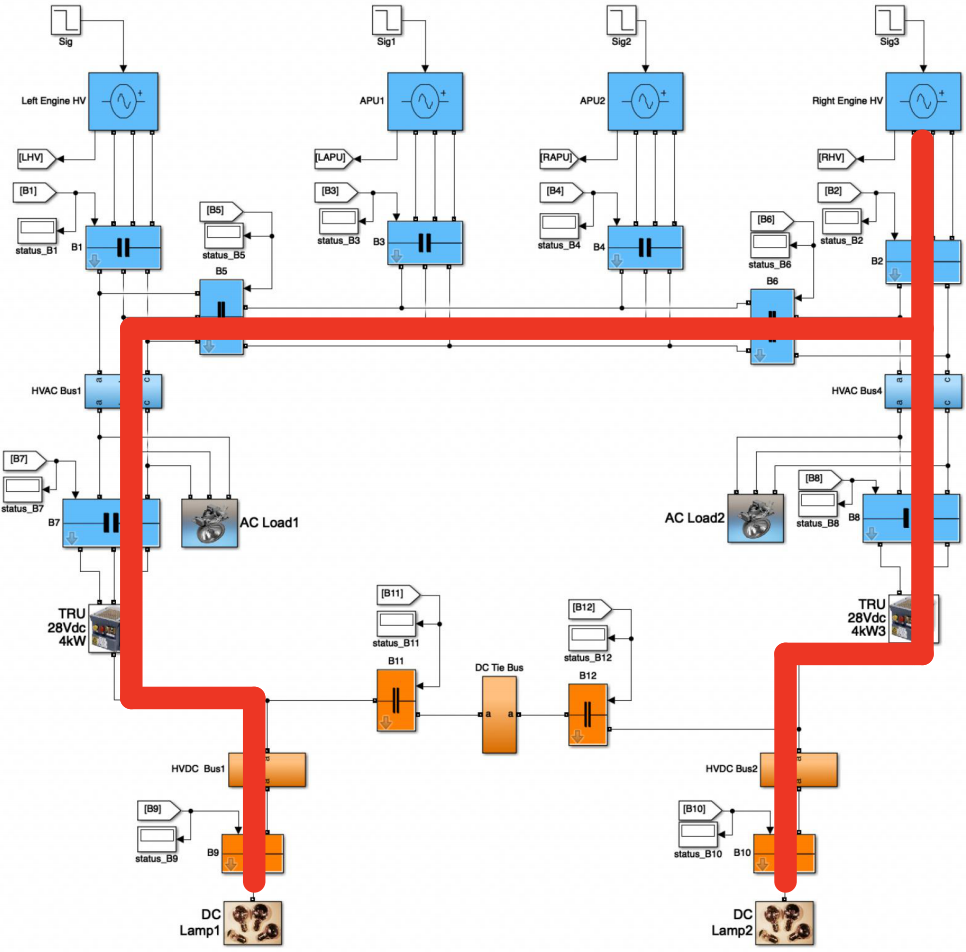 Sig
Sig1
Sig2
Sig3
Left Engine HV
APU1
APU2
Right Engine HV
[LHV]
[LAPU]
[RAPU]
[RHV]
[B1]
[B3]
[B4]
[B2]
status_B1
B1
[B5]
status_B5
status_B3
B3
status_B4
B4
[B6]
status_B6
status_B2
B2
B5
B6
HVAC Bus1
a
c
a
c
HVAC Bus4
a
c
a
c
[B7]
status_B7
B7
AC Load1
AC Load2
[B8]
status_B8
B8
TRU
28Vdc
4kW
[B11]
status_B11
B11
[B12]
status_B12
B12
DC Tie Bus
a a
TRU
28Vdc
4kW3
HVDC Bus1
a
a
HVDC Bus2
a
a
[B9]
status_B9
B9
[B10]
status_B10
B10
DC
Lamp1
DC
Lamp2